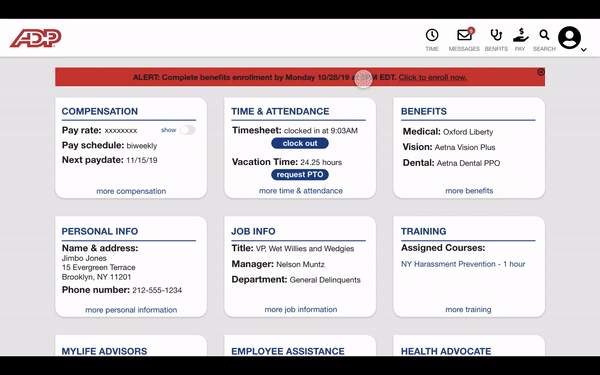 ADP
TIME
MESSAGES
BENFITS
PAY
SEARCH
ALERT: Complete benefits enrollment by Monday 10/28/19 EDT. Click to enroll now.
COMPENSATION
Pay rate: xxxxxxxx show
Pay schedule: biweekly
Next paydate: 11/15/19
more compensation
TIME & ATTENDANCE
Timesheet: clocked in at 9:03AM
clock out
Vacation Time: 24.25 hours
request PTO
more time & attendance
BENEFITS
Medical: Oxford Liberty
Vision: Aetna Vision Plus
Dental: Aetna Dental PPO
more benefits
PERSONAL INFO
Name & address:
Jimbo Jones
15 Evergreen Terrace
Brooklyn, NY 11201
Phone number: 212-555-1234
more personal information
JOB INFO
Title: VP, Wet Willies and Wedgies
Manager: Nelson Muntz
Department: General Delinquents
more job information
TRAINING
Assigned Courses:
NY Harassment Prevention - 1 hour
more training
MYLIFE ADVISORS
EMPLOYEE ASSISTANCE
HEALTH ADVOCATE